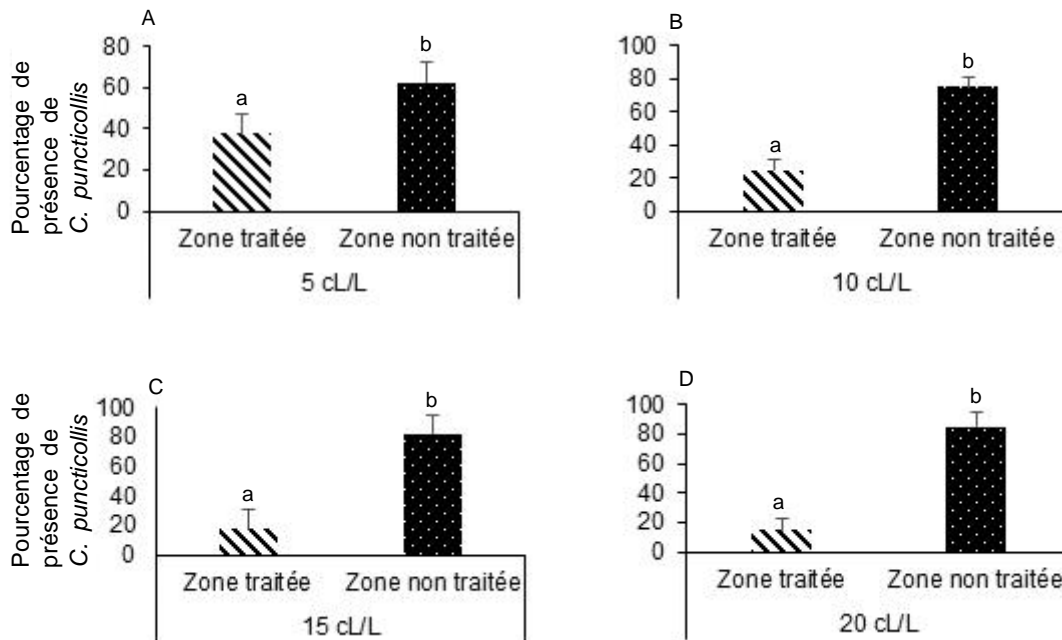 A
Pourcentage de
présence de
C. puncticollis
80
60
40
20
0
a
b
Zone traitée
Zone non traitée
5 cL/L
B
100
80
60
40
20
0
a
b
Zone traitée
Zone non traitée
10 cL/L
C
Pourcentage de
présence de
C. puncticollis
100
80
60
40
20
0
a
b
Zone traitée
Zone non traitée
15 cL/L
D
100
80
60
40
20
0
a
b
Zone traitée
Zone non traitée
20 cL/L